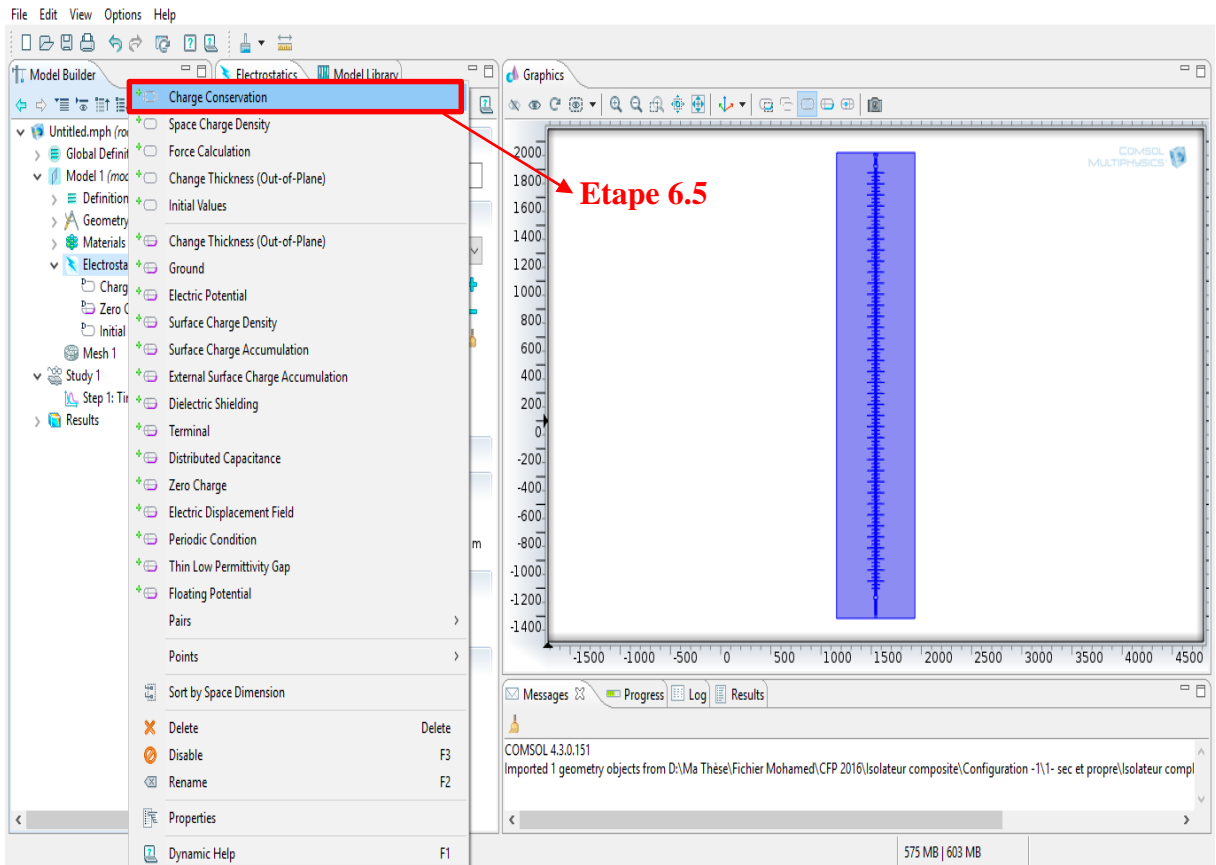 File Edit View Options Help
Model Builder
Electrostatics
Model Library
Graphics
Untitled.mph
Global Definit
Model 1
Definition
Geometry
Materials
Electrosta
Charg
Zero
Initial
Mesh 1
Study 1
Step 1:
Results
Charge Conservation
Space Charge Density
Force Calculation
Change Thickness (Out-of-Plane)
Initial Values
Change Thickness (Out-of-Plane)
Ground
Electric Potential
Surface Charge Density
Surface Charge Accumulation
External Surface Charge Accumulation
Dielectric Shielding
Terminal
Distributed Capacitance
Zero Charge
Electric Displacement Field
Periodic Condition
Thin Low Permittivity Gap
Floating Potential
Pairs
Points
Sort by Space Dimension
Delete Delete
Disable F3
Rename F2
Properties
Dynamic Help F1
m
Etape 6.5
COMSOL
MULTIPHYSICS
2000
1800
1600
1400
1200
1000
800
600
400
200
0
-200
-400
-600
-800
-1000
-1200
-1400
-1500 -1000 -500 0 500 1000 1500 2000 2500 3000 3500 4000 4500
Messages Progress Log Results
COMSOL 4.3.0.151
Imported 1 geometry objects from D:\Ma Thèse\Fichier Mohamed\CFP 2016\Isolateur composite\Configuration -1\1- sec et propre\Isolateur compl
575 MB | 603 MB